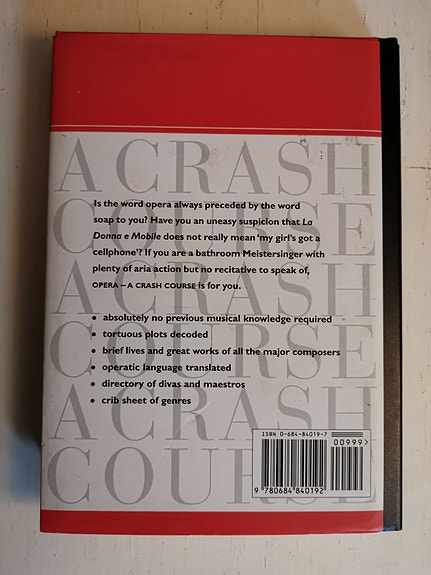 A CRASH
COURSE
A CRASH
COURSE
A CRASH
COURSE
Is the word opera always preceded by the word
soap to you? Have you an uneasy suspicion that La
Donna e Mobile does not really mean ‘my girl’s got a
cellphone’? If you are a bathroom Meistersinger with
plenty of aria action but no recitative to speak of,
OPERA – A CRASH COURSE is for you.
• absolutely no previous musical knowledge required
• tortuous plots decoded
• brief lives and great works of all the major composers
• operatic language translated
• directory of divas and maestros
• crib sheet of genres
ISBN 0-684-84019-7
00999>
9 780684 840192